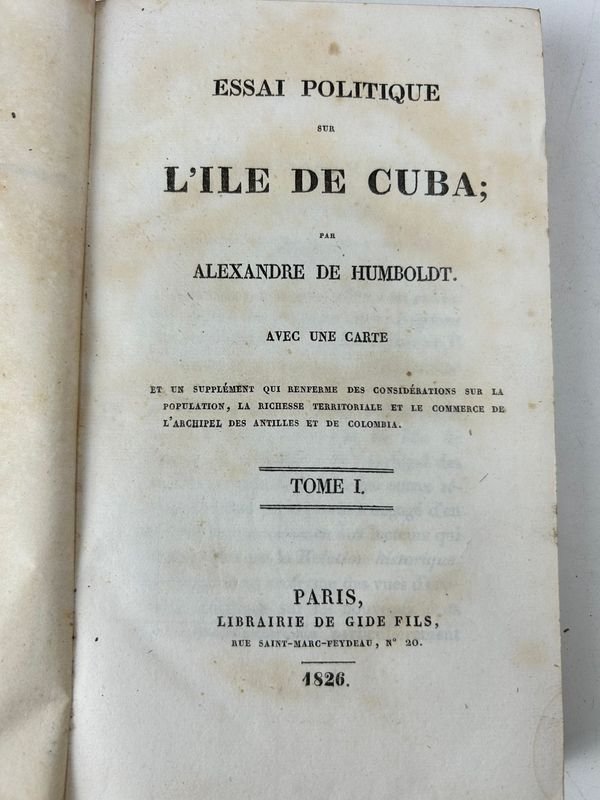 ESSAI POLITIQUE
SUR
L'ILE DE CUBA;
PAR
ALEXANDRE DE HUMBOLDT.
AVEC UNE CARTE
ET UN SUPPLÉMENT QUI RENFERME DES CONSIDÉRATIONS SUR LA
POPULATION, LA RICHESSE TERRITORIALE ET LE COMMERCE DE
L'ARCHIPEL DES ANTILLES ET DE COLOMBIA.
TOME I.
PARIS,
LIBRAIRIE DE GIDE FILS,
RUE SAINT-MARC-FEYDEAU, N° 20.
1826.